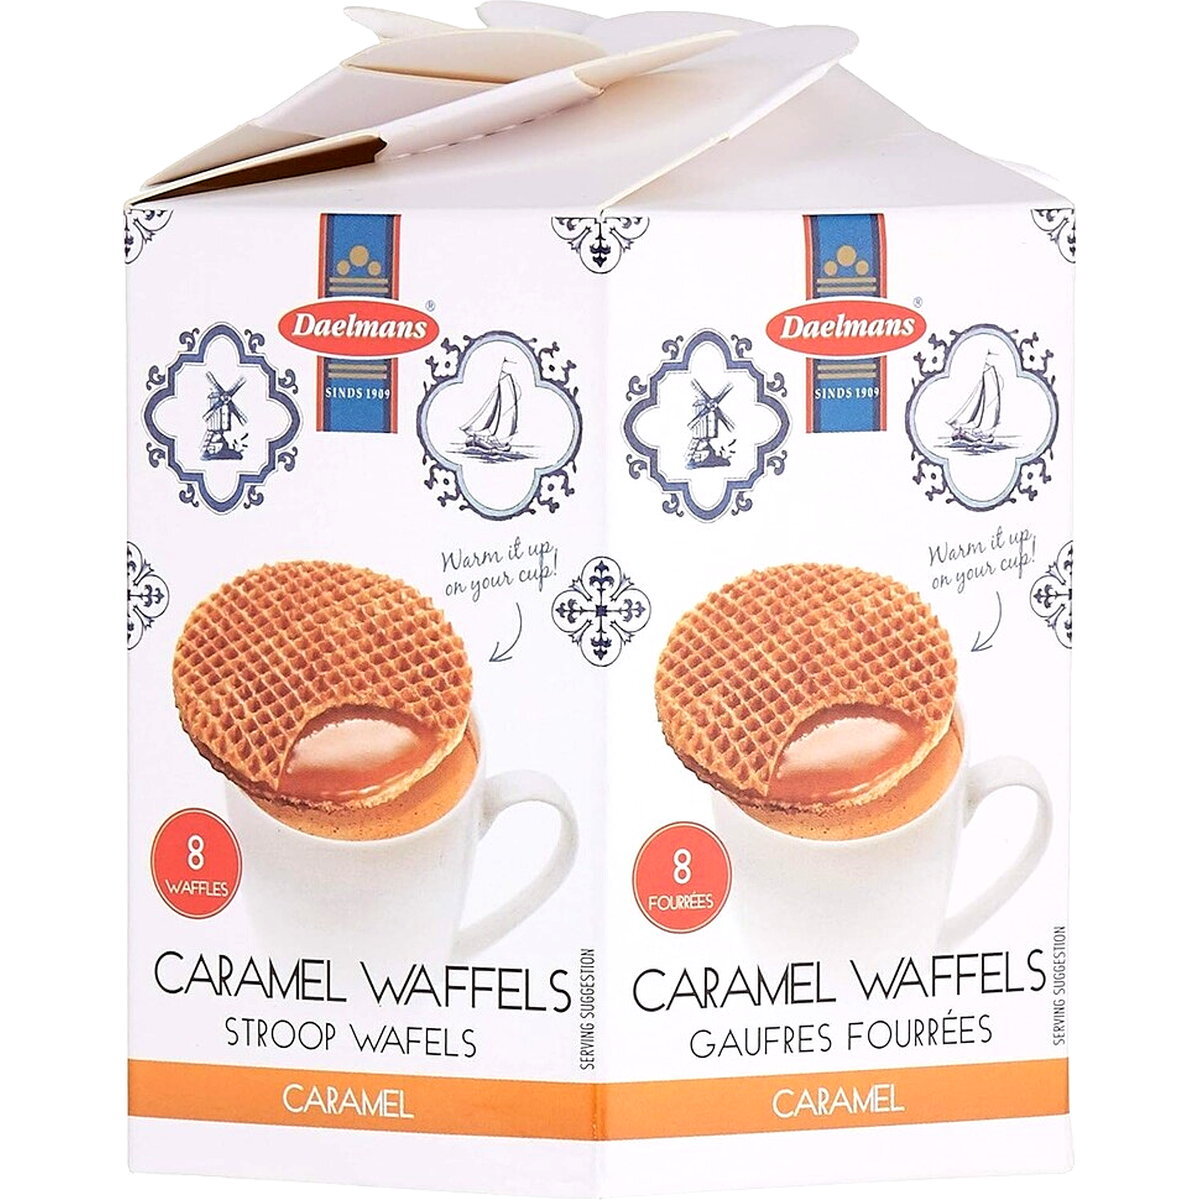 Daelmans®
SINDS 1909
Warm it up
on your cup!
8
WAFFLES
CARAMEL WAFFELS
STROOP WAFELS
SERVING SUGGESTION
CARAMEL
Daelmans®
SINDS 1909
Warm it up
on your cup!
8
FOURRÉES
CARAMEL WAFFELS
GAUFRES FOURRÉES
SERVING SUGGESTION
CARAMEL